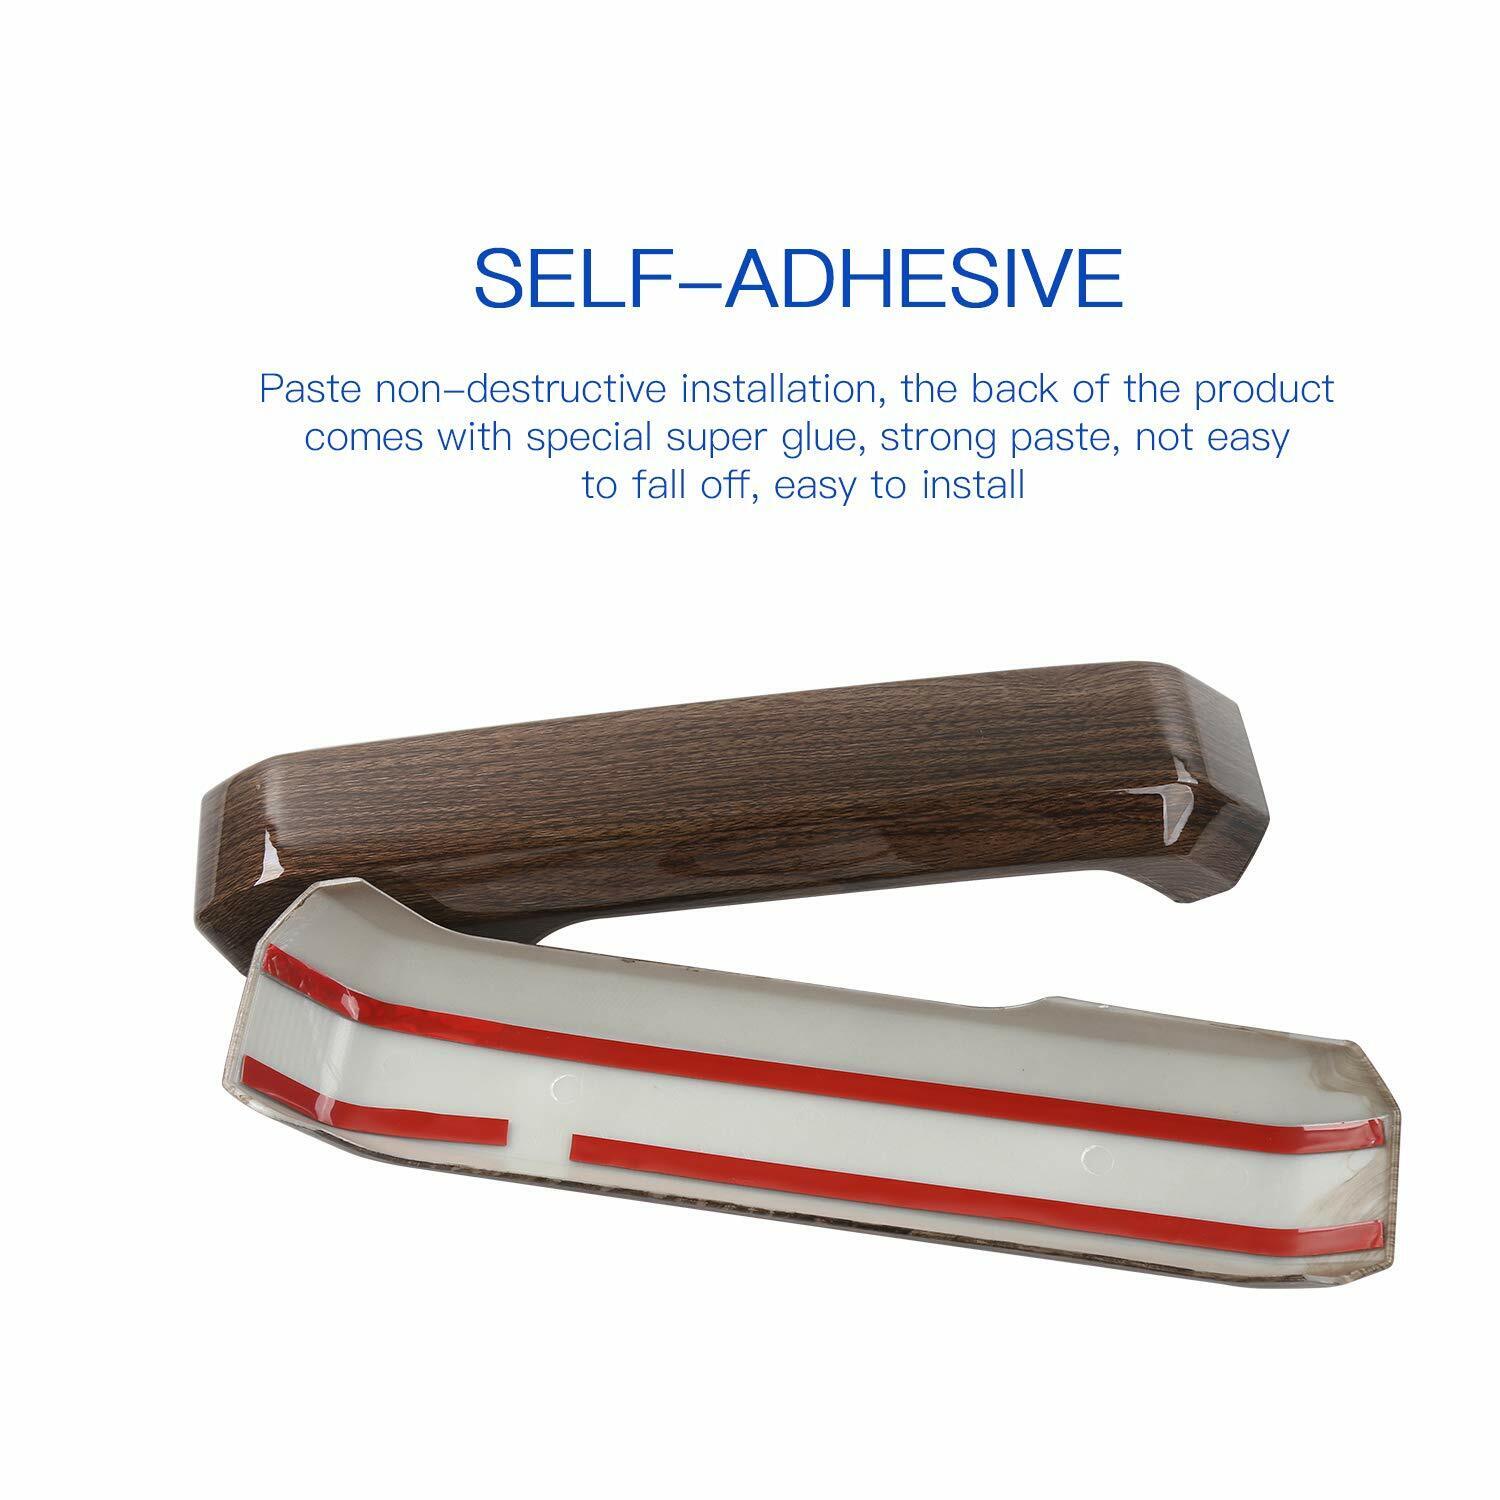 SELF–ADHESIVE
Paste non–destructive installation, the back of the product
comes with special super glue, strong paste, not easy
to fall off, easy to install